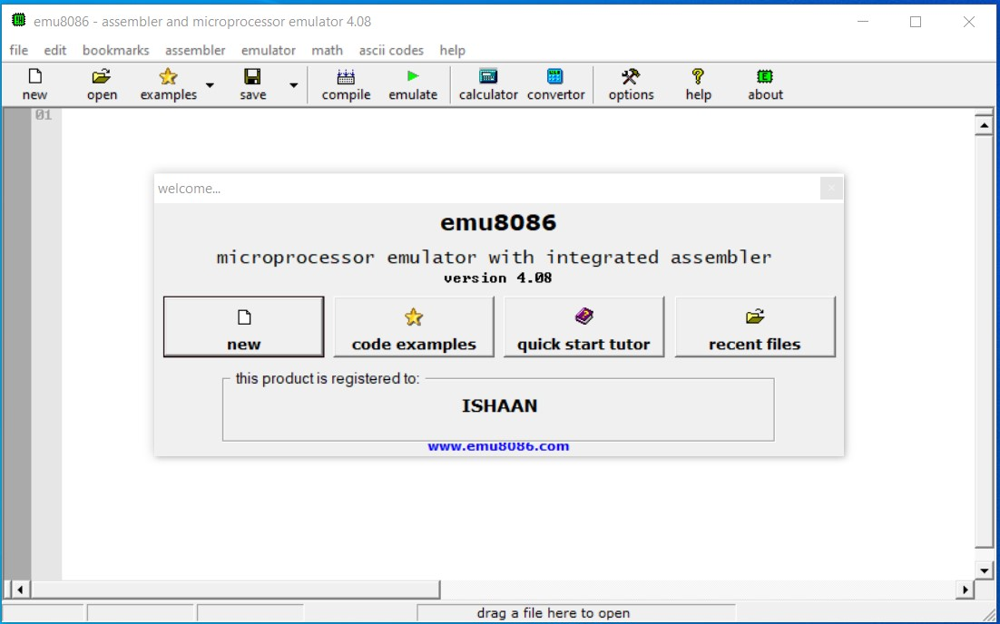 emu8086 - assembler and microprocessor emulator 4.08
file edit bookmarks assembler emulator math ascii codes help
new open examples save compile emulate calculator convertor options help about
01
welcome...
emu8086
microprocessor emulator with integrated assembler
version 4.08
new code examples quick start tutor recent files
this product is registered to:
ISHAAN
www.emu8086.com
drag a file here to open